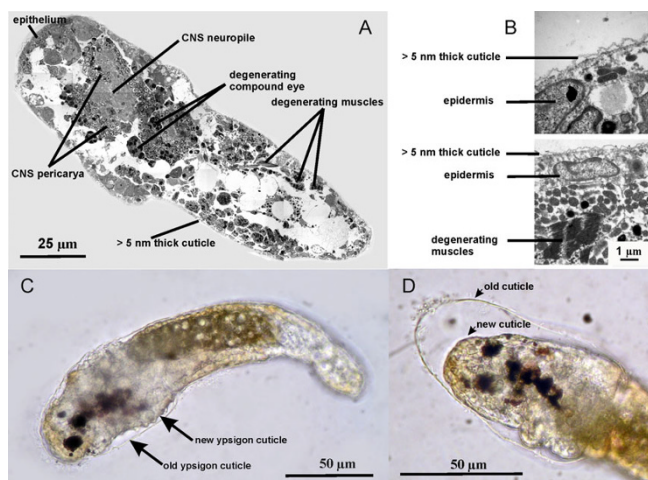 A
epithelium
CNS neuropile
degenerating
compound eye
degenerating muscles
CNS pericarya
> 5 nm thick cuticle
25 µm
B
> 5 nm thick cuticle
epidermis
> 5 nm thick cuticle
epidermis
degenerating
muscles
1 µm
C
new ypsigon cuticle
old ypsigon cuticle
50 µm
D
old cuticle
new cuticle
50 µm